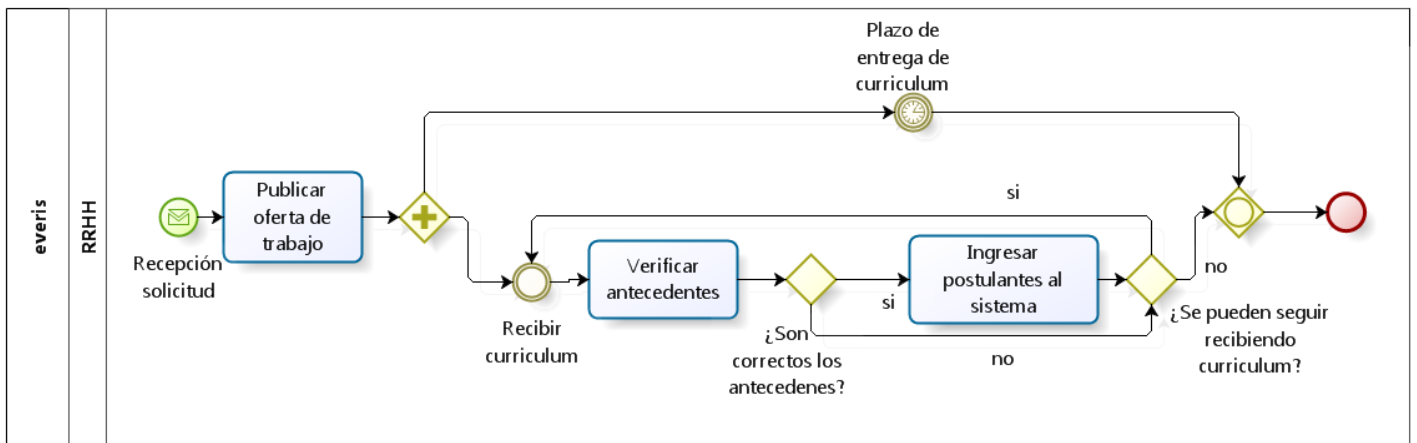 everis
RRHH
Recepción
solicitud
Publicar
oferta de
trabajo
Plazo de
entrega de
curriculum
Recibir
curriculum
Verificar
antecedentes
¿Son
correctos los
antecedenes?
si
no
Ingresar
postulantes al
sistema
si
no
¿Se pueden seguir
recibiendo
curriculum?